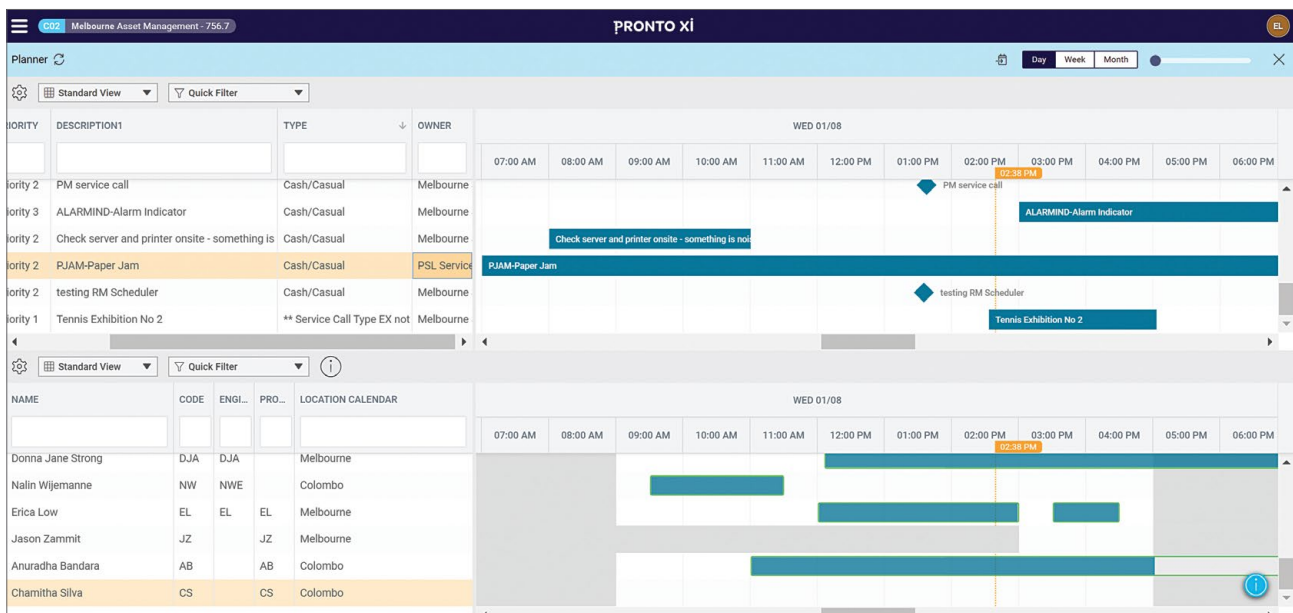 C02 Melbourne Asset Management - 756.7
PRONTO Xi
EL
Planner
Day Week Month
Standard View Quick Filter
IORITY DESCRIPTION1 TYPE OWNER WED 01/08
07:00 AM 08:00 AM 09:00 AM 10:00 AM 11:00 AM 12:00 PM 01:00 PM 02:00 PM 03:00 PM 04:00 PM 05:00 PM 06:00 PM
02:38 PM
iority 2 PM service call Cash/Casual Melbourne PM service call
iority 3 ALARMIND-Alarm Indicator Cash/Casual Melbourne ALARMIND-Alarm Indicator
iority 2 Check server and printer onsite - something is Cash/Casual Melbourne Check server and printer onsite - something is nois
iority 2 PJAM-Paper Jam Cash/Casual PSL Service PJAM-Paper Jam
iority 2 testing RM Scheduler Cash/Casual Melbourne testing RM Scheduler
iority 1 Tennis Exhibition No 2 ** Service Call Type EX not Melbourne Tennis Exhibition No 2
Standard View Quick Filter
NAME CODE ENGI... PRO... LOCATION CALENDAR WED 01/08
07:00 AM 08:00 AM 09:00 AM 10:00 AM 11:00 AM 12:00 PM 01:00 PM 02:00 PM 03:00 PM 04:00 PM 05:00 PM 06:00 PM
02:38 PM
Donna Jane Strong DJA DJA Melbourne
Nalin Wijemanne NW NWE Colombo
Erica Low EL EL EL Melbourne
Jason Zammit JZ JZ Melbourne
Anuradha Bandara AB AB Colombo
Chamitha Silva CS CS Colombo